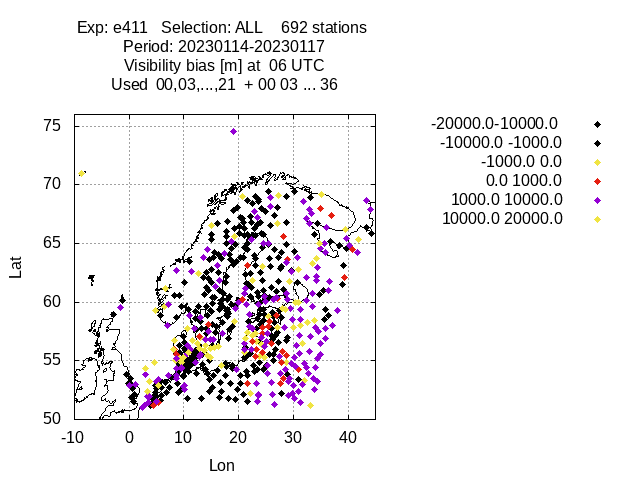 Exp: e411 Selection: ALL 692 stations
Period: 20230114-20230117
Visibility bias [m] at 06 UTC
Used 00,03,...,21 + 00 03 ... 36
-20000.0-10000.0
-10000.0 -1000.0
-1000.0 0.0
0.0 1000.0
1000.0 10000.0
10000.0 20000.0
75
70
65
60
55
50
Lat
-10 0 10 20 30 40
Lon